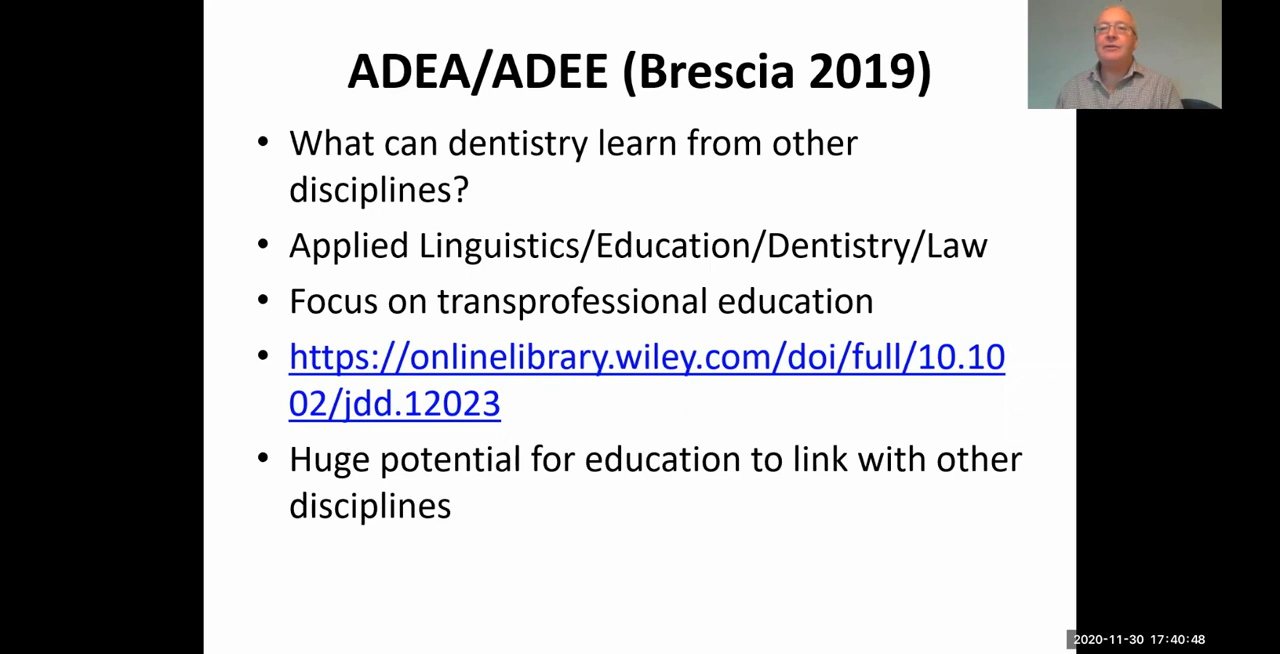 ADEA/ADEE (Brescia 2019)
• What can dentistry learn from other
disciplines?
• Applied Linguistics/Education/Dentistry/Law
• Focus on transprofessional education
• https://onlinelibrary.wiley.com/doi/full/10.10
02/jdd.12023
• Huge potential for education to link with other
disciplines
2020-11-30 17:40:48